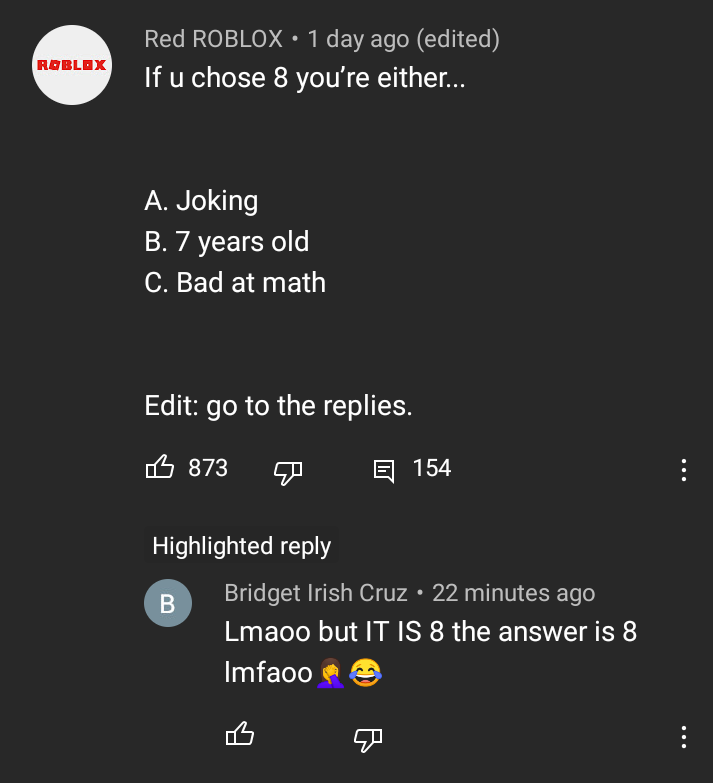 ROBLOX
Red ROBLOX • 1 day ago (edited)
If u chose 8 you’re either...
A. Joking
B. 7 years old
C. Bad at math
Edit: go to the replies.
873
154
Highlighted reply
B
Bridget Irish Cruz • 22 minutes ago
Lmaoo but IT IS 8 the answer is 8
lmfaoo🤦‍♀️😂